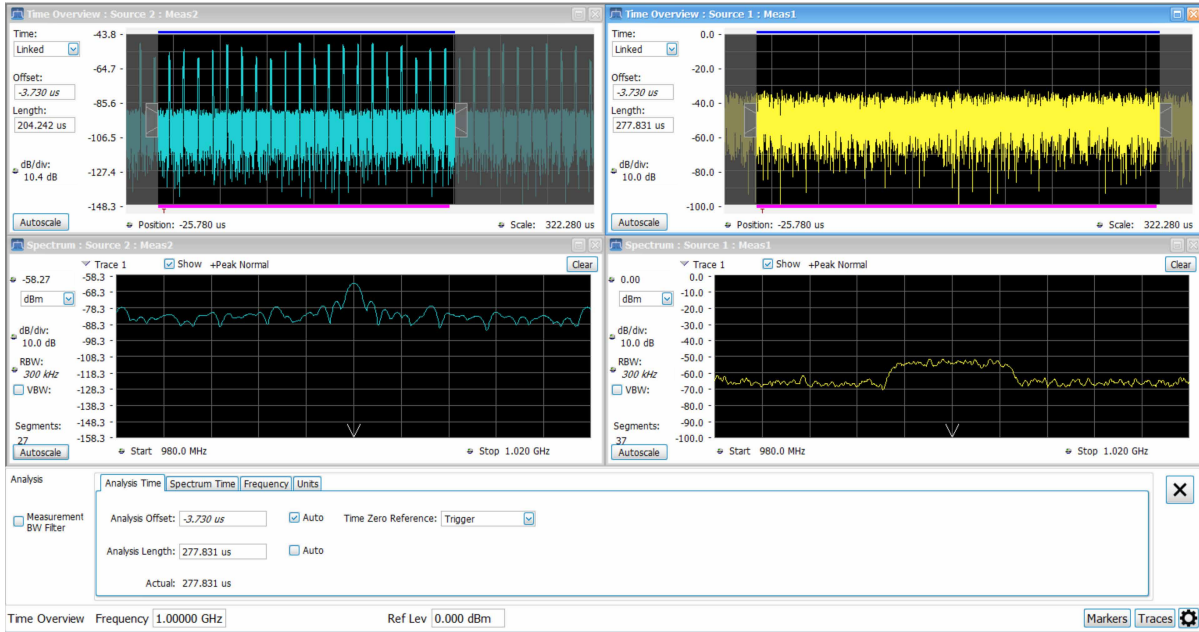 Time Overview : Source 2 : Meas2
Time:
Linked
Offset:
-3.730 us
Length:
204.242 us
dB/div:
10.4 dB
Autoscale
-43.8
-64.7
-85.6
-106.5
-127.4
-148.3
T
Position: -25.780 us
Scale: 322.280 us
Time Overview : Source 1 : Meas1
Time:
Linked
Offset:
-3.730 us
Length:
277.831 us
dB/div:
10.0 dB
Autoscale
0.0
-20.0
-40.0
-60.0
-80.0
-100.0
T
Position: -25.780 us
Scale: 322.280 us
Spectrum : Source 2 : Meas2
Trace 1 Show +Peak Normal Clear
-58.27
dBm
dB/div:
10.0 dB
RBW:
300 kHz
VBW:
Segments:
27
Autoscale
-58.3
-68.3
-78.3
-88.3
-98.3
-108.3
-118.3
-128.3
-138.3
-148.3
-158.3
Start 980.0 MHz
Stop 1.020 GHz
Spectrum : Source 1 : Meas1
Trace 1 Show +Peak Normal Clear
0.00
dBm
dB/div:
10.0 dB
RBW:
300 kHz
VBW:
Segments:
37
Autoscale
0.0
-10.0
-20.0
-30.0
-40.0
-50.0
-60.0
-70.0
-80.0
-90.0
-100.0
Start 980.0 MHz
Stop 1.020 GHz
Analysis
Measurement
BW Filter
Analysis Time Spectrum Time Frequency Units
Analysis Offset: -3.730 us Auto Time Zero Reference: Trigger
Analysis Length: 277.831 us Auto
Actual: 277.831 us
Time Overview Frequency 1.00000 GHz Ref Lev 0.000 dBm Markers Traces